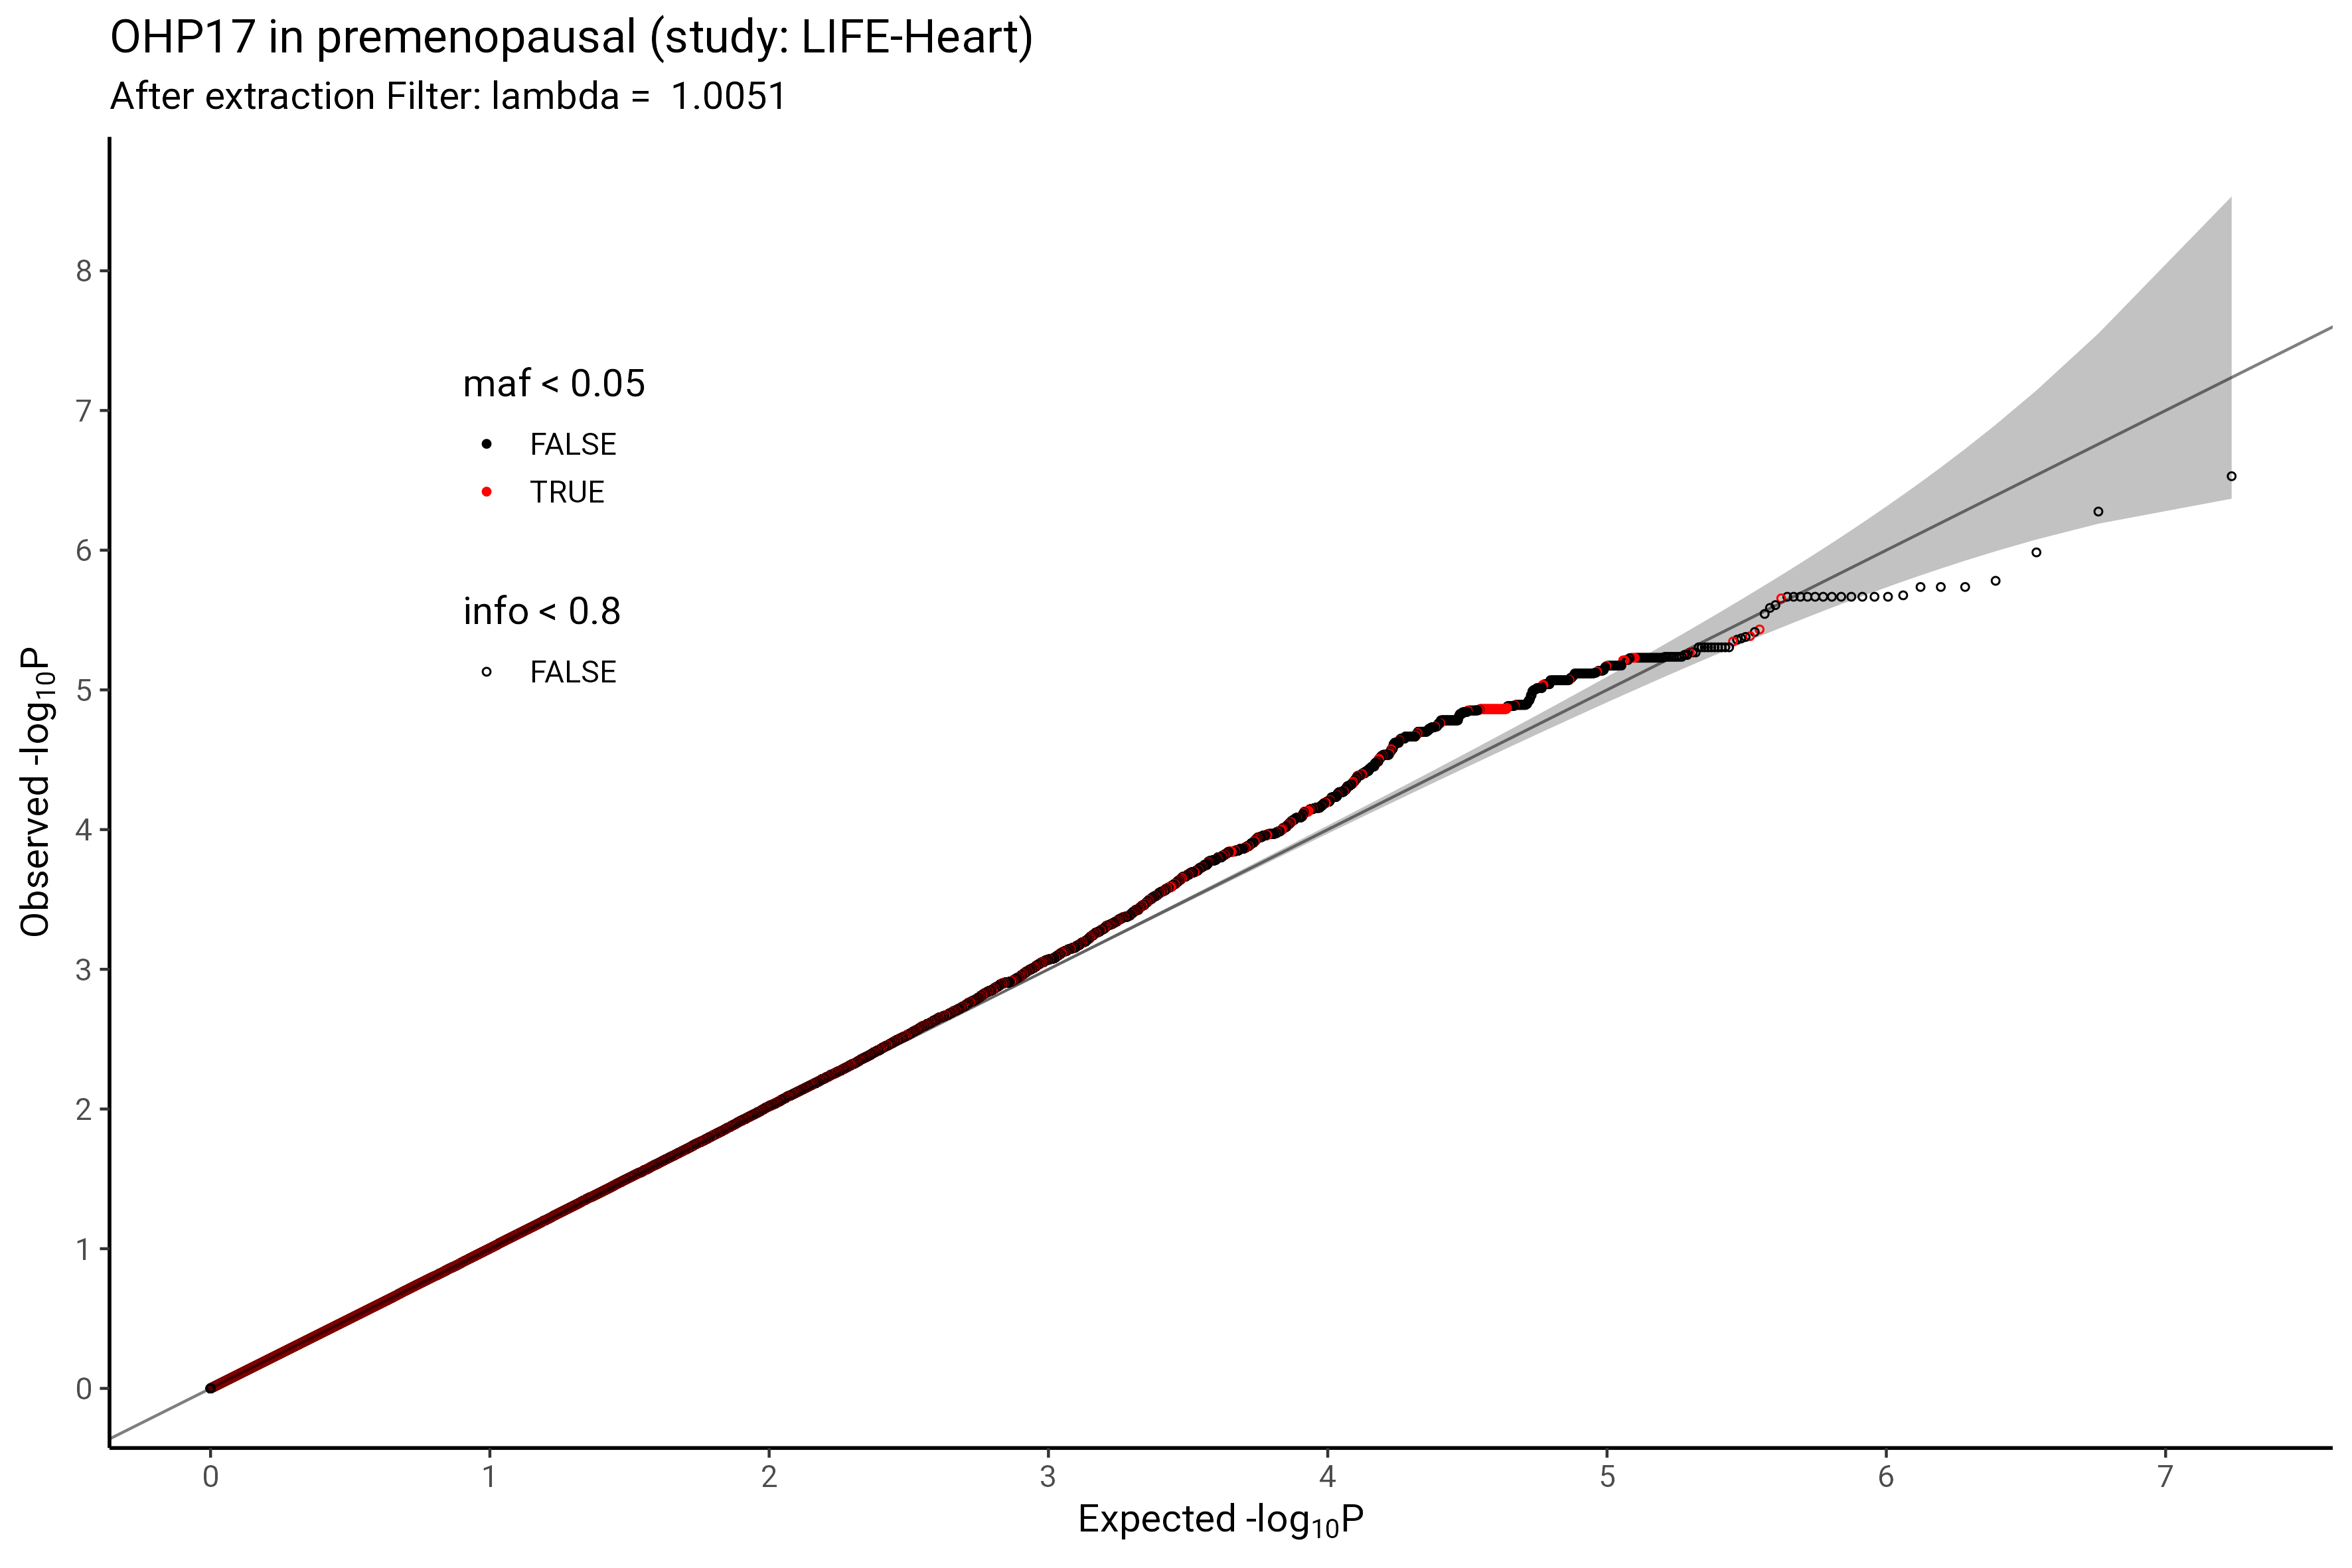 OHP17 in premenopausal (study: LIFE-Heart)
After extraction Filter: lambda =  1.0051
8
7
6
5
4
3
2
1
0
Observed -log10P
maf < 0.05
FALSE
TRUE
info < 0.8
FALSE
0 1 2 3 4 5 6 7
Expected -log10P